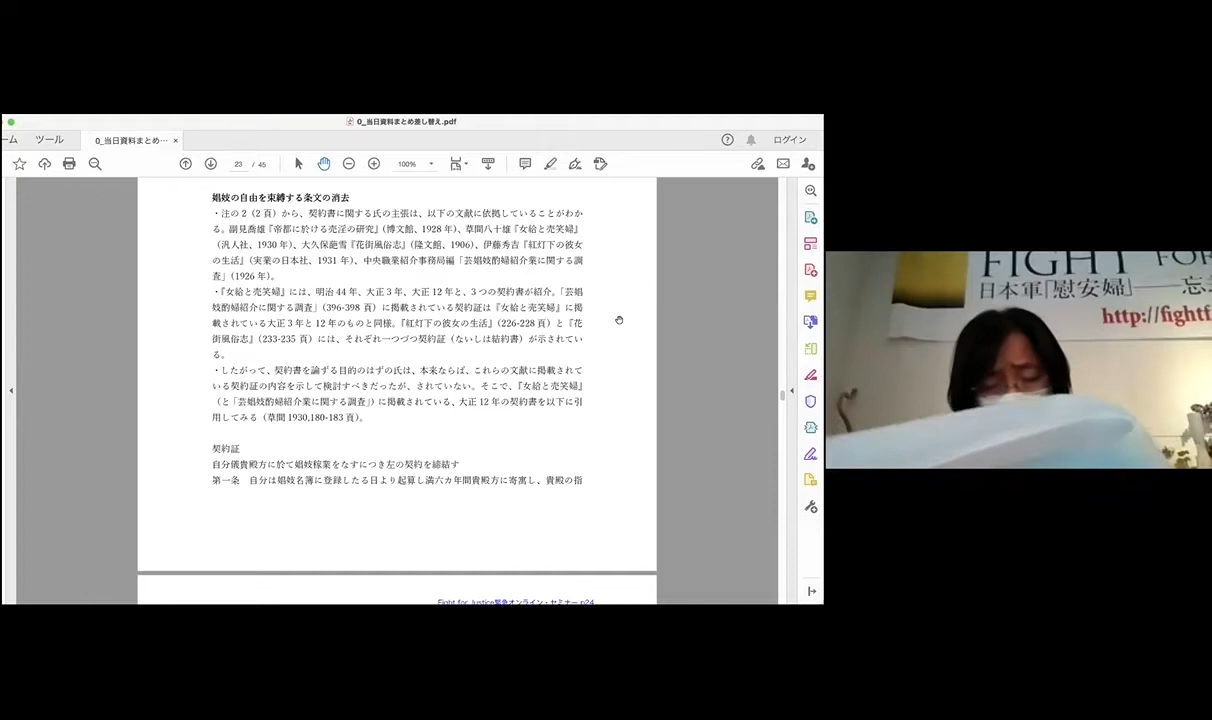 0_当日資料まとめ差し替え.pdf
ーム ツール 0_当日資料まとめ… × ログイン
23 / 45 100%
娼妓の自由を束縛する条文の消去
・注の2（2頁）から、契約書に関する氏の主張は、以下の文献に依拠していることがわか
る。副見喬雄『帝都に於ける売淫の研究』（博文館、1928年）、草間八十雄『女給と売笑婦』
（汎人社、1930年）、大久保葩雪『花街風俗志』（隆文館、1906）、伊藤秀吉『紅灯下の彼女
の生活』（実業の日本社、1931年）、中央職業紹介事務局編「芸娼妓酌婦紹介業に関する調
査」（1926年）。
・『女給と売笑婦』には、明治44年、大正3年、大正12年と、3つの契約書が紹介。「芸娼
妓酌婦紹介に関する調査」（396-398頁）に掲載されている契約証は『女給と売笑婦』に掲
載されている大正3年と12年のものと同様。『紅灯下の彼女の生活』（226-228頁）と『花
街風俗志』（233-235頁）には、それぞれ一つづつ契約証（ないしは結約書）が示されてい
る。
・したがって、契約書を論ずる目的のはずの氏は、本来ならば、これらの文献に掲載されて
いる契約証の内容を示して検討すべきだったが、されていない。そこで、『女給と売笑婦』
（と「芸娼妓酌婦紹介業に関する調査」）に掲載されている、大正12年の契約書を以下に引
用してみる（草間1930,180-183頁）。
契約証
自分儀貴殿方に於て娼妓稼業をなすにつき左の契約を締結す
第一条　自分は娼妓名簿に登録したる日より起算し満六カ年間貴殿方に寄寓し、貴殿の指
Fight for Justice緊急オンライン・セミナー p24
FIGHT FOR
日本軍「慰安婦」――忘
http://fightf